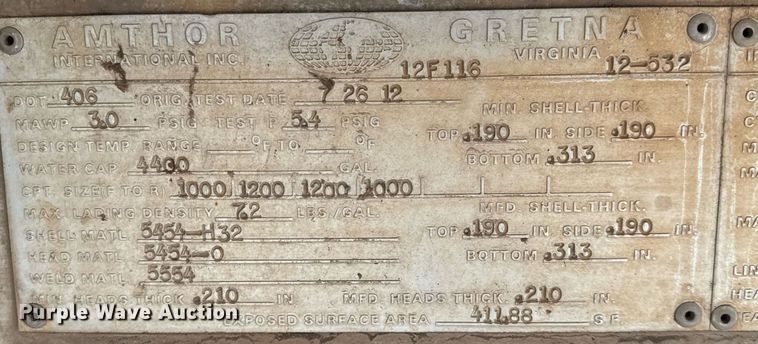 AMTHOR GRETNA
INTERNATIONAL INC. VIRGINIA
12F116 12-532
DOT 406 ORIG. TEST DATE 7 26 12
MIN. SHELL-THICK.
MAWP 3.0 PSIG TEST P. 5.4 PSIG TOP .190 IN SIDE .190 IN.
DESIGN TEMP. RANGE °F TO °F
BOTTOM .313 IN.
WATER CAP. 4400 GAL.
CPT. SIZE(F TO R) 1000 1200 1200 1000
MAX. LADING DENSITY 7.2 LBS/GAL. MFD. SHELL-THICK.
SHELL MATL 5454-H32 TOP .190 IN SIDE .190 IN.
HEAD MATL 5454-O BOTTOM .313 IN.
WELD MATL 5554
MIN HEADS THICK .210 IN MFD HEADS THICK. .210 IN.
EXPOSED SURFACE AREA 411.88 S.F.
Purple Wave Auction